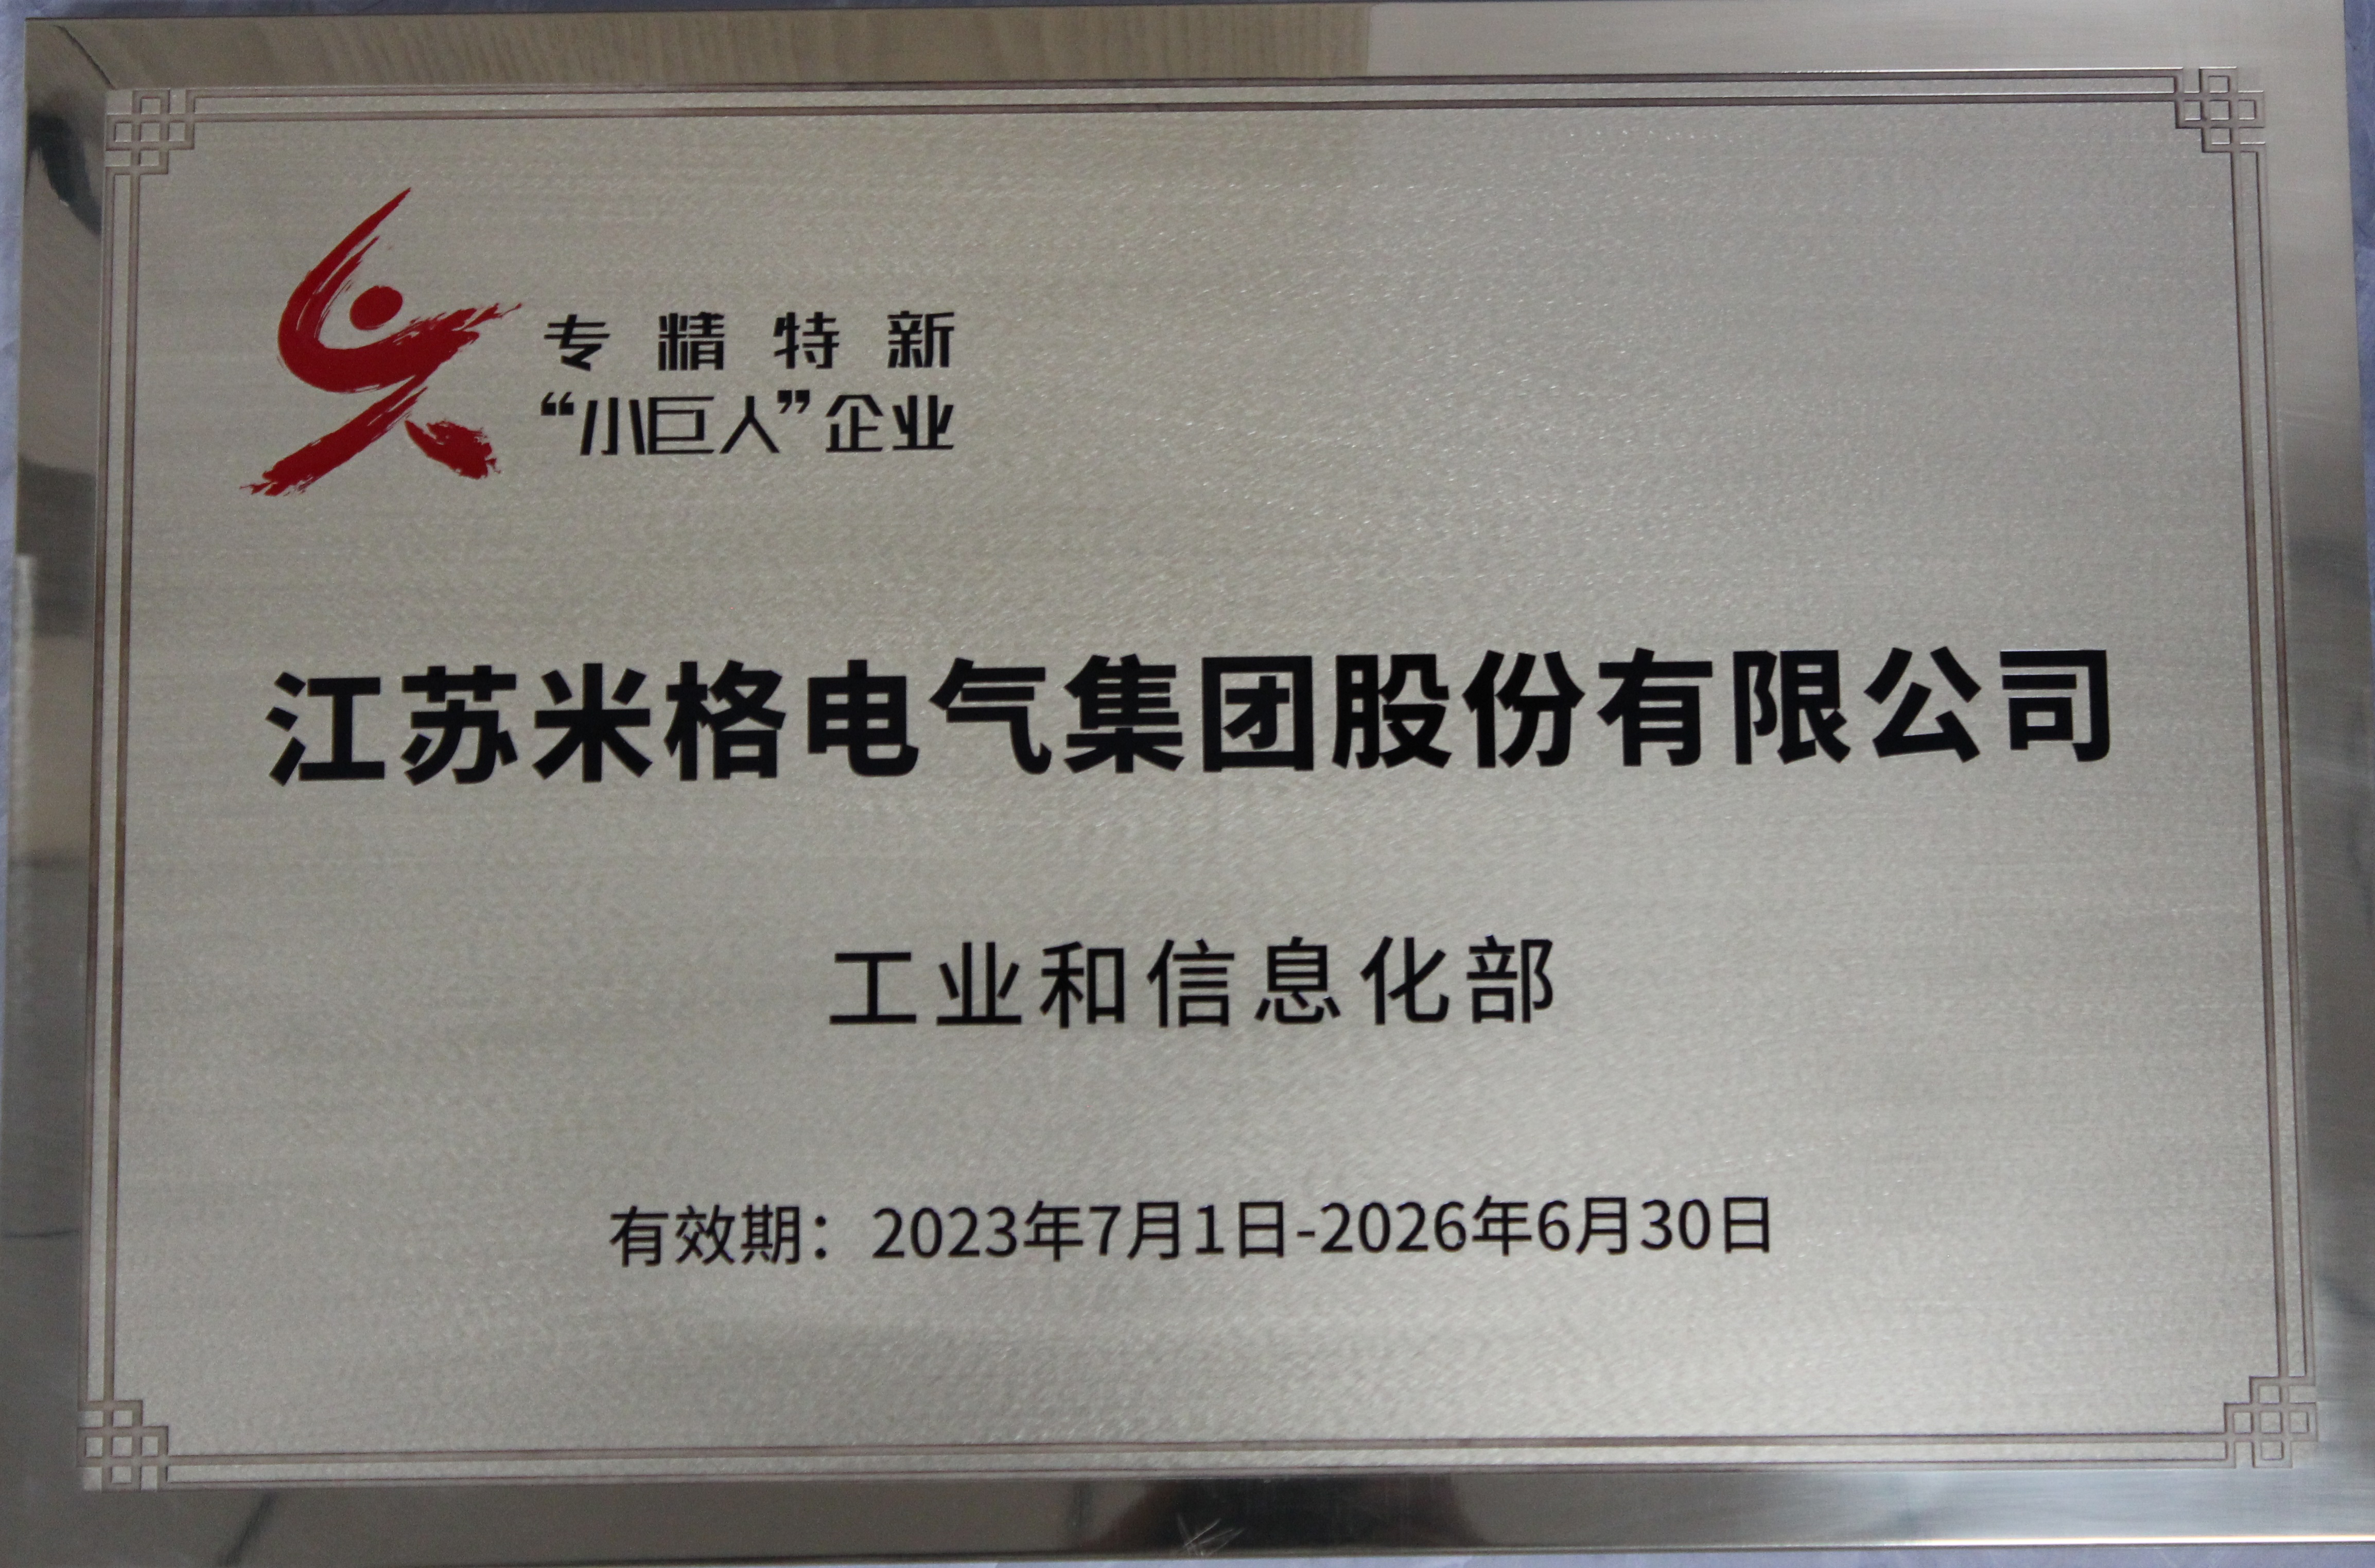 专精特新
“小巨人”企业
江苏米格电气集团股份有限公司
工业和信息化部
有效期：2023年7月1日-2026年6月30日